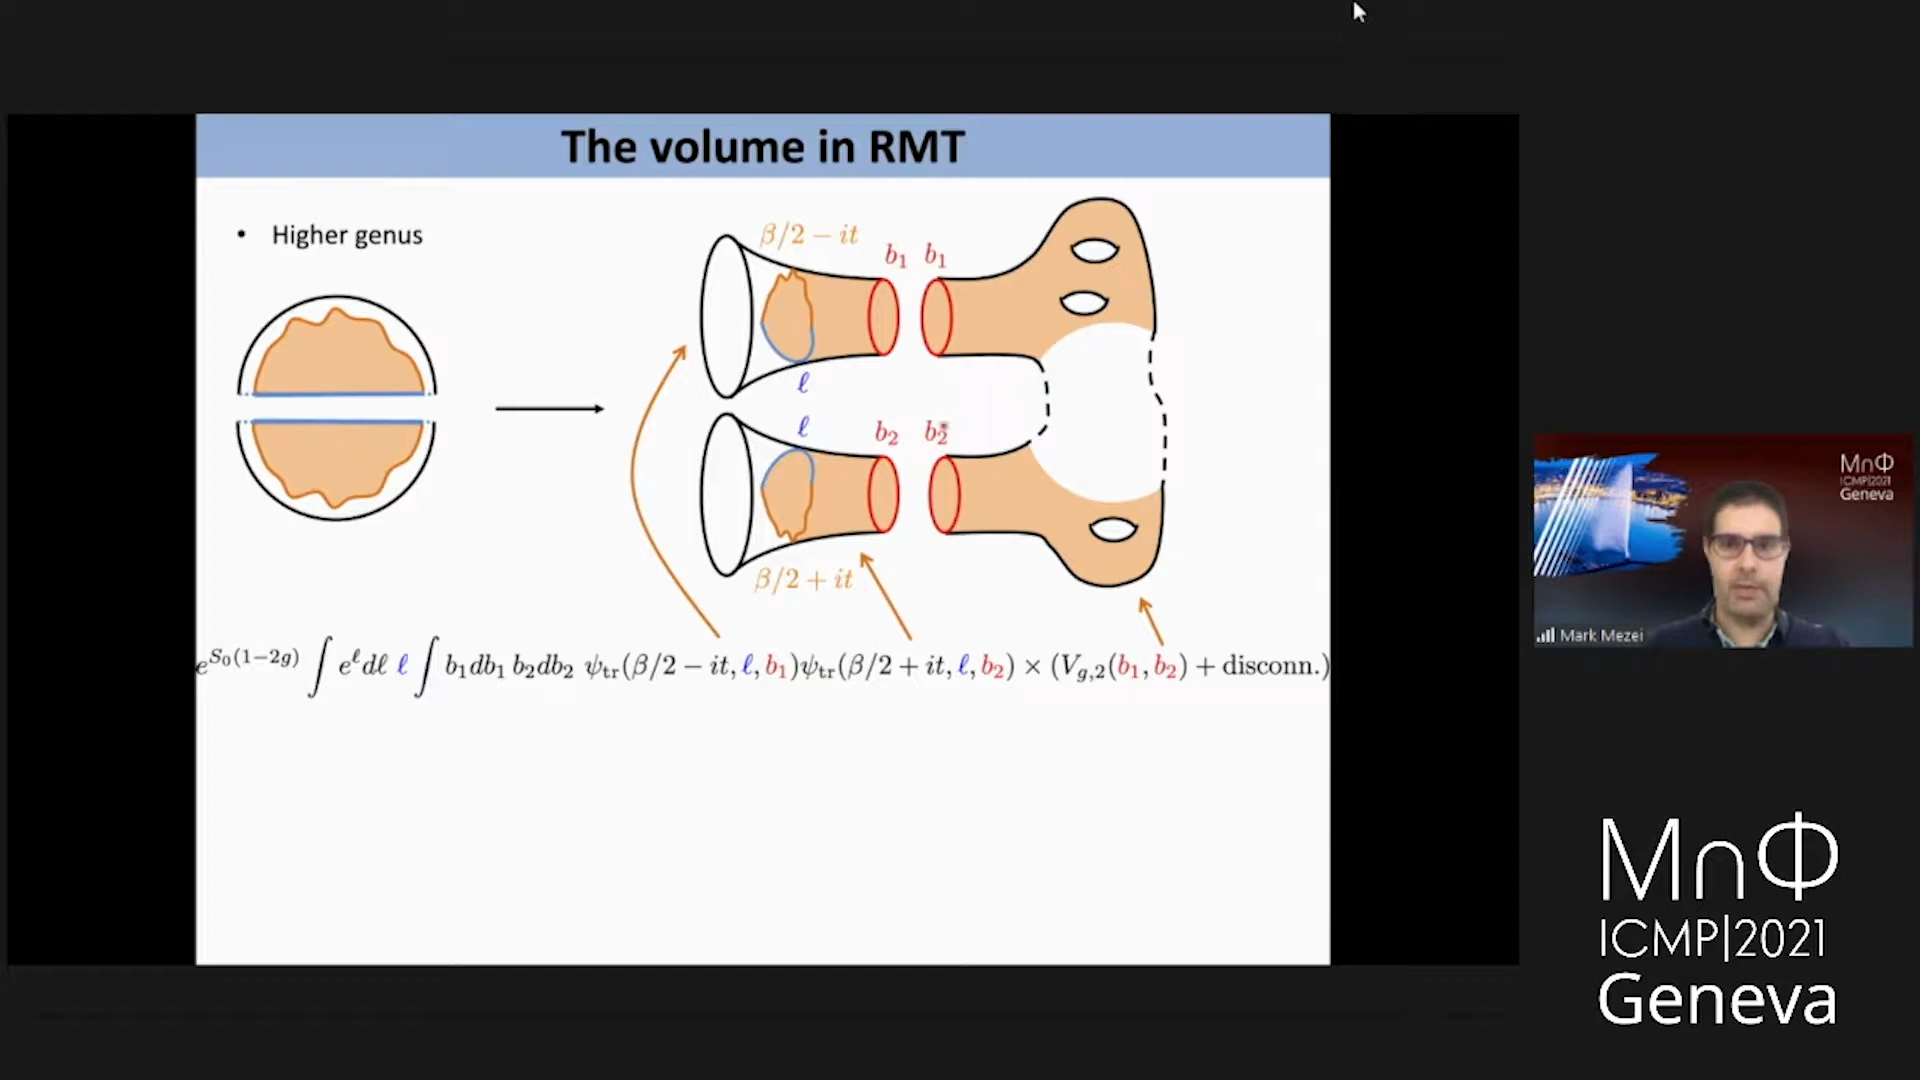 The volume in RMT
• Higher genus
β/2 − it
b₁ b₁
ℓ
ℓ
b₂ b₂
β/2 + it
e^{S₀(1−2g)} ∫ e^ℓ dℓ ℓ ∫ b₁db₁ b₂db₂ ψ_tr(β/2 − it, ℓ, b₁)ψ_tr(β/2 + it, ℓ, b₂) × (V_{g,2}(b₁, b₂) + disconn.)
MnΦ
ICMP|2021
Geneva
Mark Mezei
MnΦ
ICMP|2021
Geneva